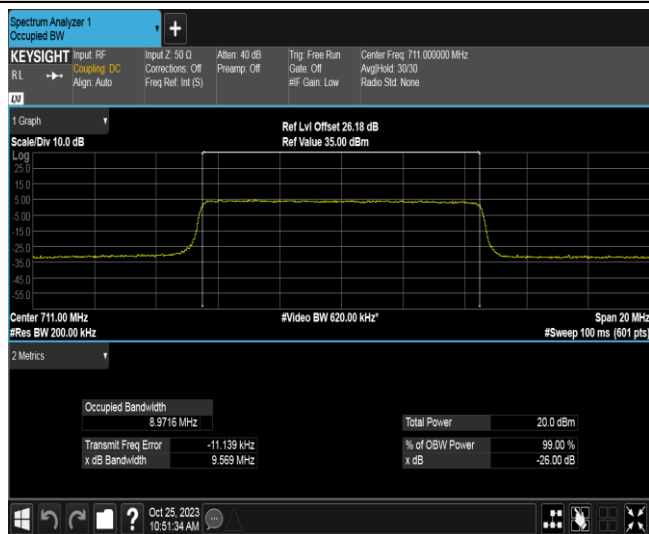 Spectrum Analyzer 1
Occupied BW
KEYSIGHT
RL
LXI
Input: RF
Coupling: DC
Align: Auto
Input Z: 50 Ω
Corrections: Off
Freq Ref: Int (S)
Atten: 40 dB
Preamp: Off
Trig: Free Run
Gate: Off
#IF Gain: Low
Center Freq: 711.000000 MHz
Avg|Hold: 30/30
Radio Std: None
1 Graph
Scale/Div 10.0 dB
Ref Lvl Offset 26.18 dB
Ref Value 35.00 dBm
Log
25.0
15.0
5.00
-5.00
-15.0
-25.0
-35.0
-45.0
-55.0
Center 711.00 MHz
#Res BW 200.00 kHz
#Video BW 620.00 kHz*
Span 20 MHz
#Sweep 100 ms (601 pts)
2 Metrics
Occupied Bandwidth
8.9716 MHz
Transmit Freq Error -11.139 kHz
x dB Bandwidth 9.569 MHz
Total Power 20.0 dBm
% of OBW Power 99.00 %
x dB -26.00 dB
?
Oct 25, 2023
10:51:34 AM